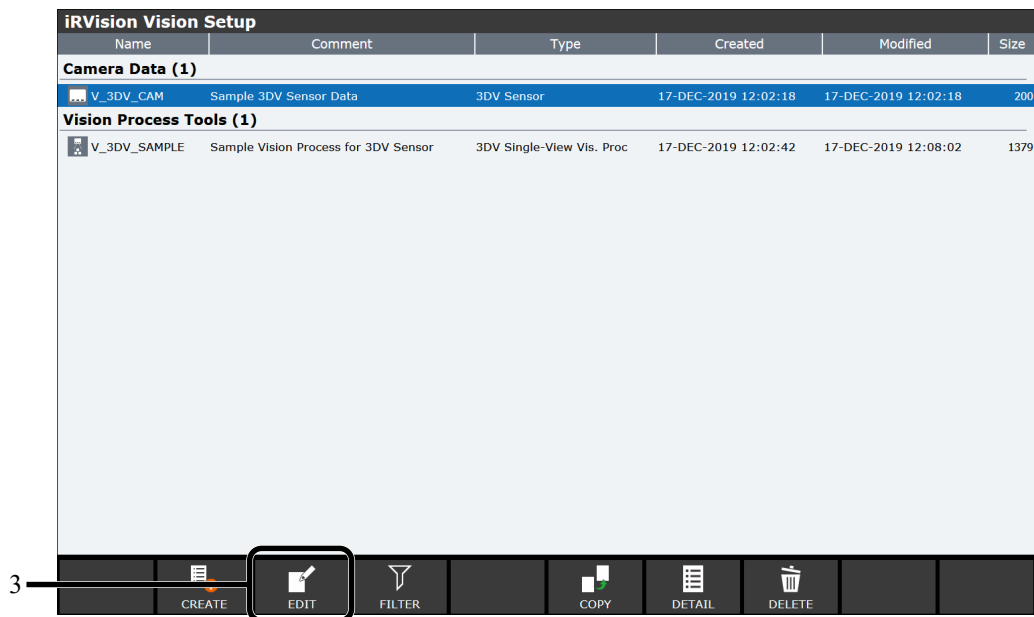 iRVision Vision Setup
Name Comment Type Created Modified Size
Camera Data (1)
V_3DV_CAM Sample 3DV Sensor Data 3DV Sensor 17-DEC-2019 12:02:18 17-DEC-2019 12:02:18 200
Vision Process Tools (1)
V_3DV_SAMPLE Sample Vision Process for 3DV Sensor 3DV Single-View Vis. Proc 17-DEC-2019 12:02:42 17-DEC-2019 12:08:02 1379
3
CREATE EDIT FILTER COPY DETAIL DELETE